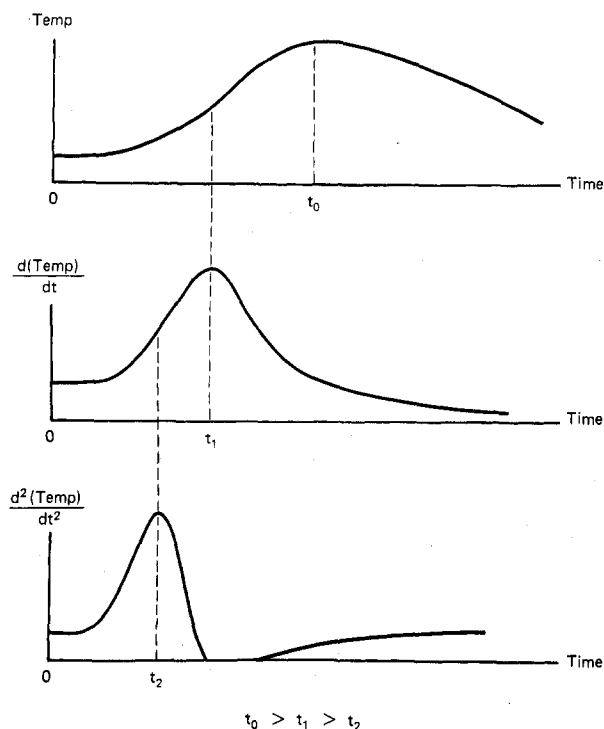 Temp
Time
0
t₀
d(Temp)
dt
Time
0
t₁
d²(Temp)
dt²
Time
0
t₂
t₀ > t₁ > t₂